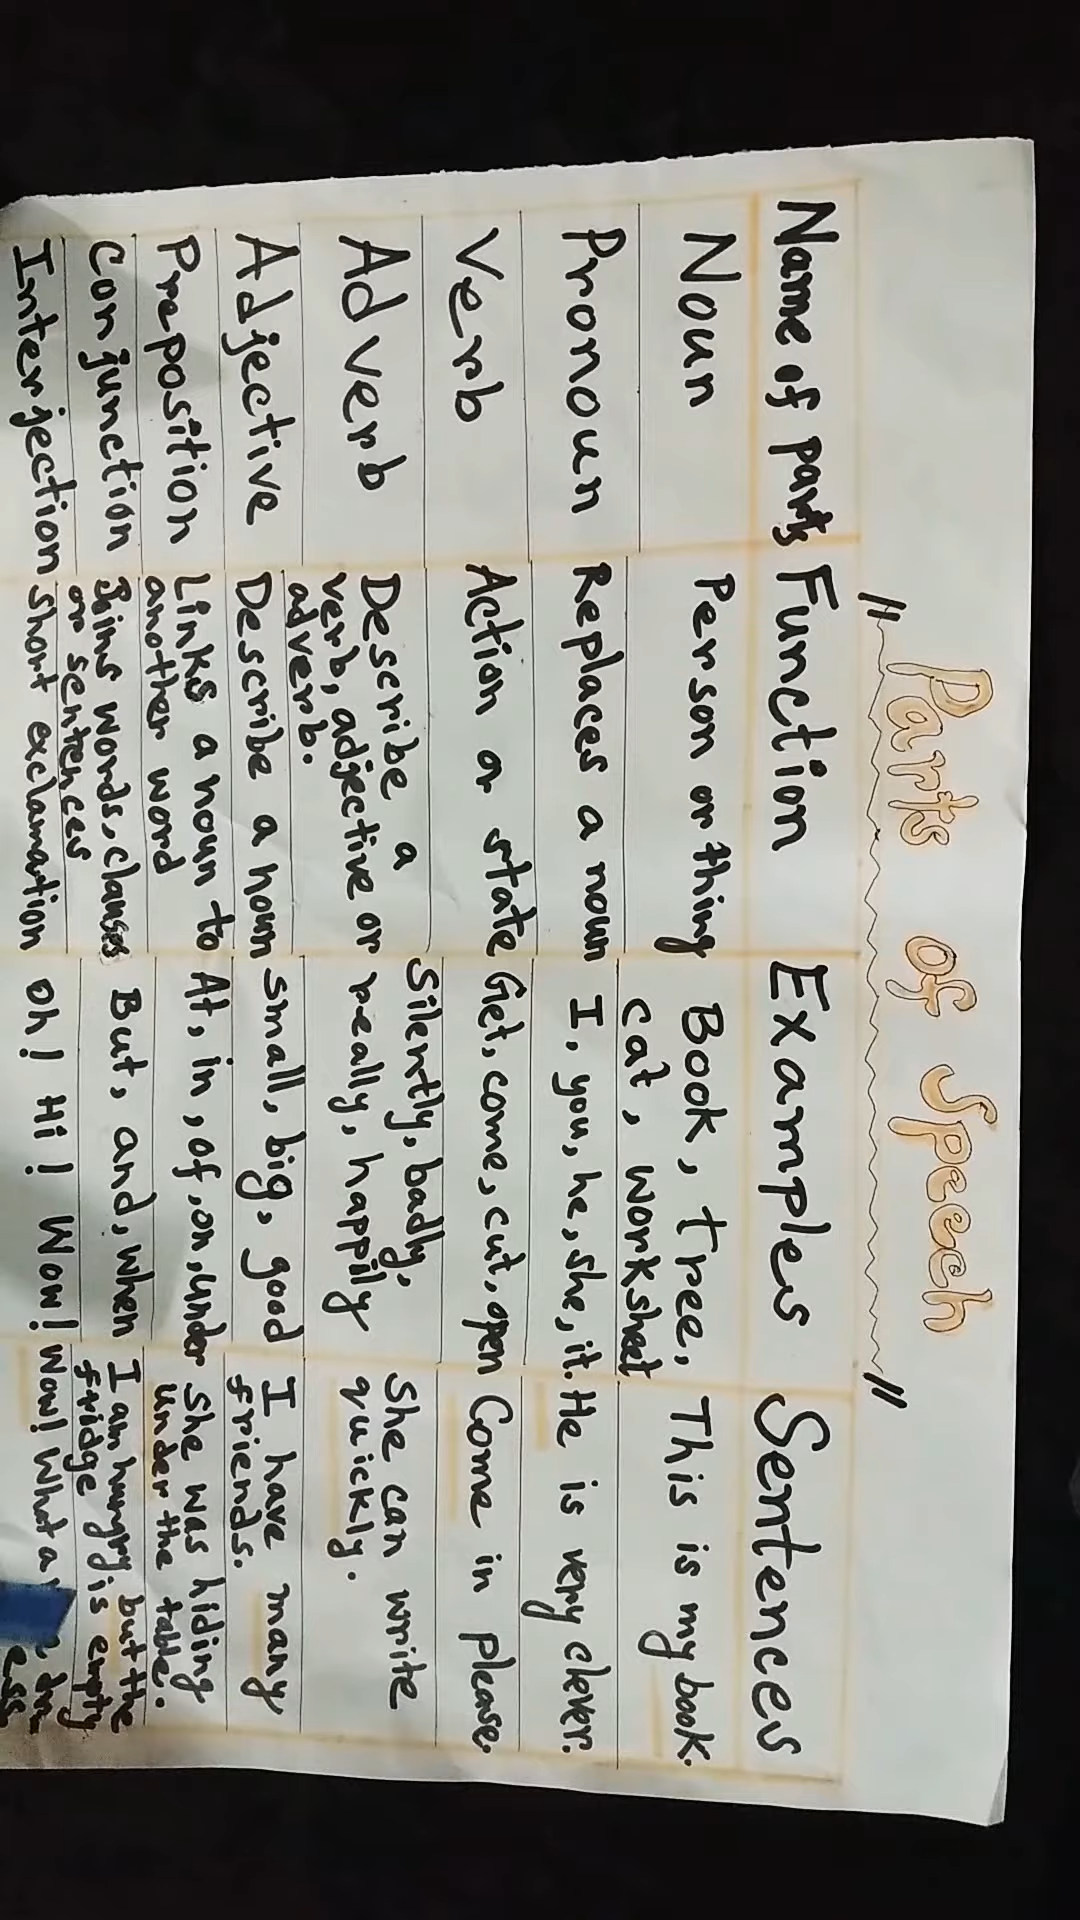 "Parts of Speech"
Name of parts Function Examples Sentences
Noun Person or thing Book, tree, This is my book.
cat, worksheet
Pronoun Replaces a noun I, you, he, she, it. He is very clever.
Verb Action or state Get, come, cut, open Come in please.
Adverb Describe a Silently, badly, She can write
verb, adjective or really, happily quickly.
adverb.
Adjective Describe a noun small, big, good I have many
friends.
Preposition Links a noun to At, in, of, on, under She was hiding
another word under the table.
Conjunction Joins words, clauses But, and, when I am hungry, but the
or sentences fridge is empty
Interjection Short exclamation Oh! Hi! Wow! Wow! What a